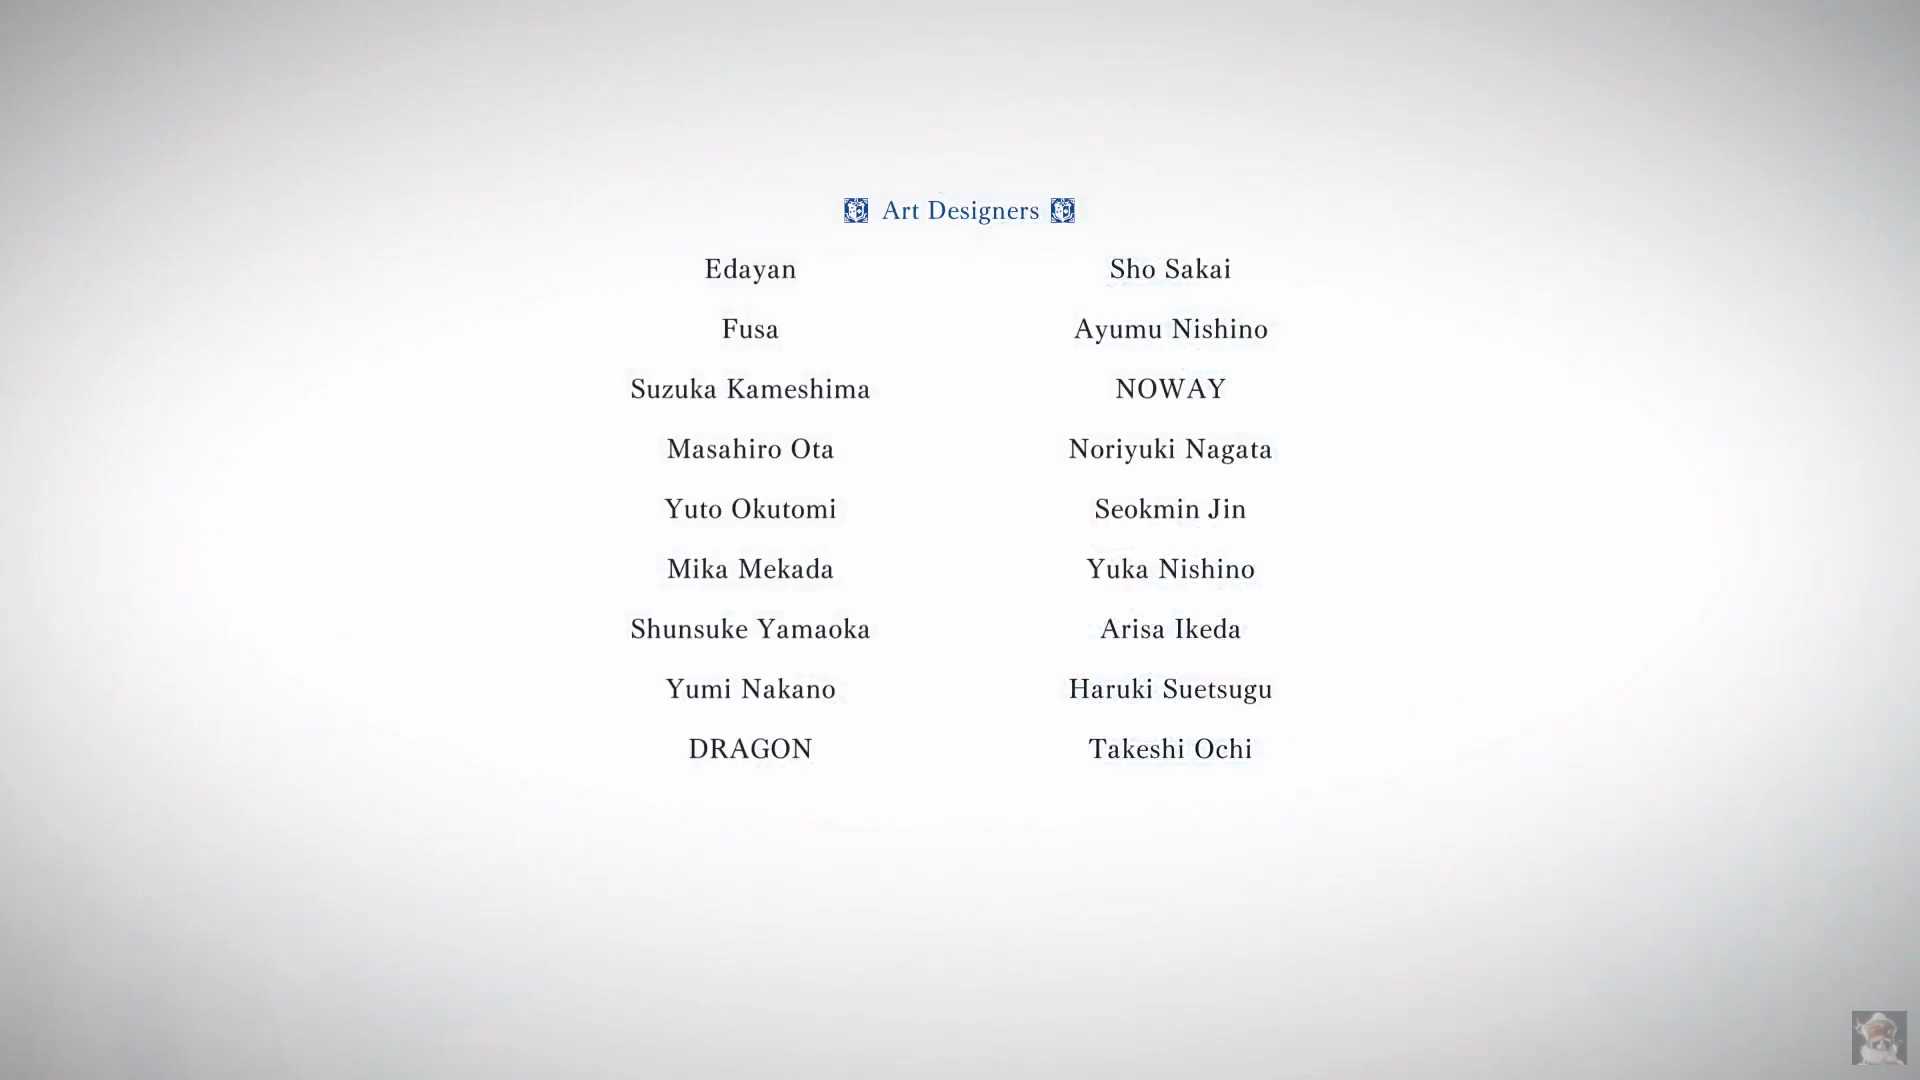 Art Designers
Edayan
Sho Sakai
Fusa
Ayumu Nishino
Suzuka Kameshima
NOWAY
Masahiro Ota
Noriyuki Nagata
Yuto Okutomi
Seokmin Jin
Mika Mekada
Yuka Nishino
Shunsuke Yamaoka
Arisa Ikeda
Yumi Nakano
Haruki Suetsugu
DRAGON
Takeshi Ochi